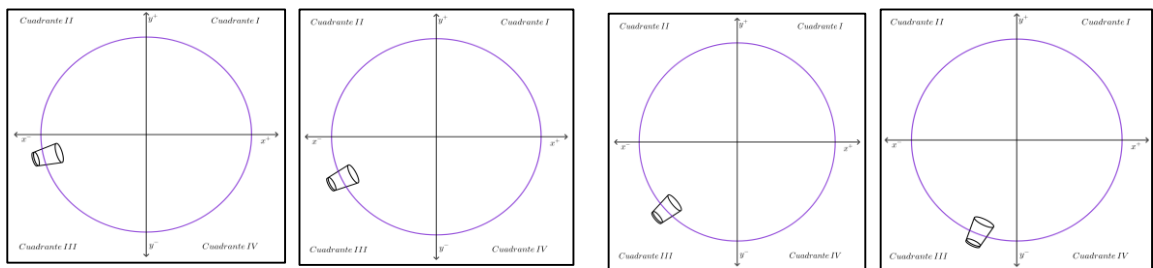 Cuadrante II y⁺ Cuadrante I
x⁻ x⁺
Cuadrante III y⁻ Cuadrante IV
Cuadrante II y⁺ Cuadrante I
x⁻ x⁺
Cuadrante III y⁻ Cuadrante IV
Cuadrante II y⁺ Cuadrante I
x⁻ x⁺
Cuadrante III y⁻ Cuadrante IV
Cuadrante II y⁺ Cuadrante I
x⁻ x⁺
Cuadrante III y⁻ Cuadrante IV